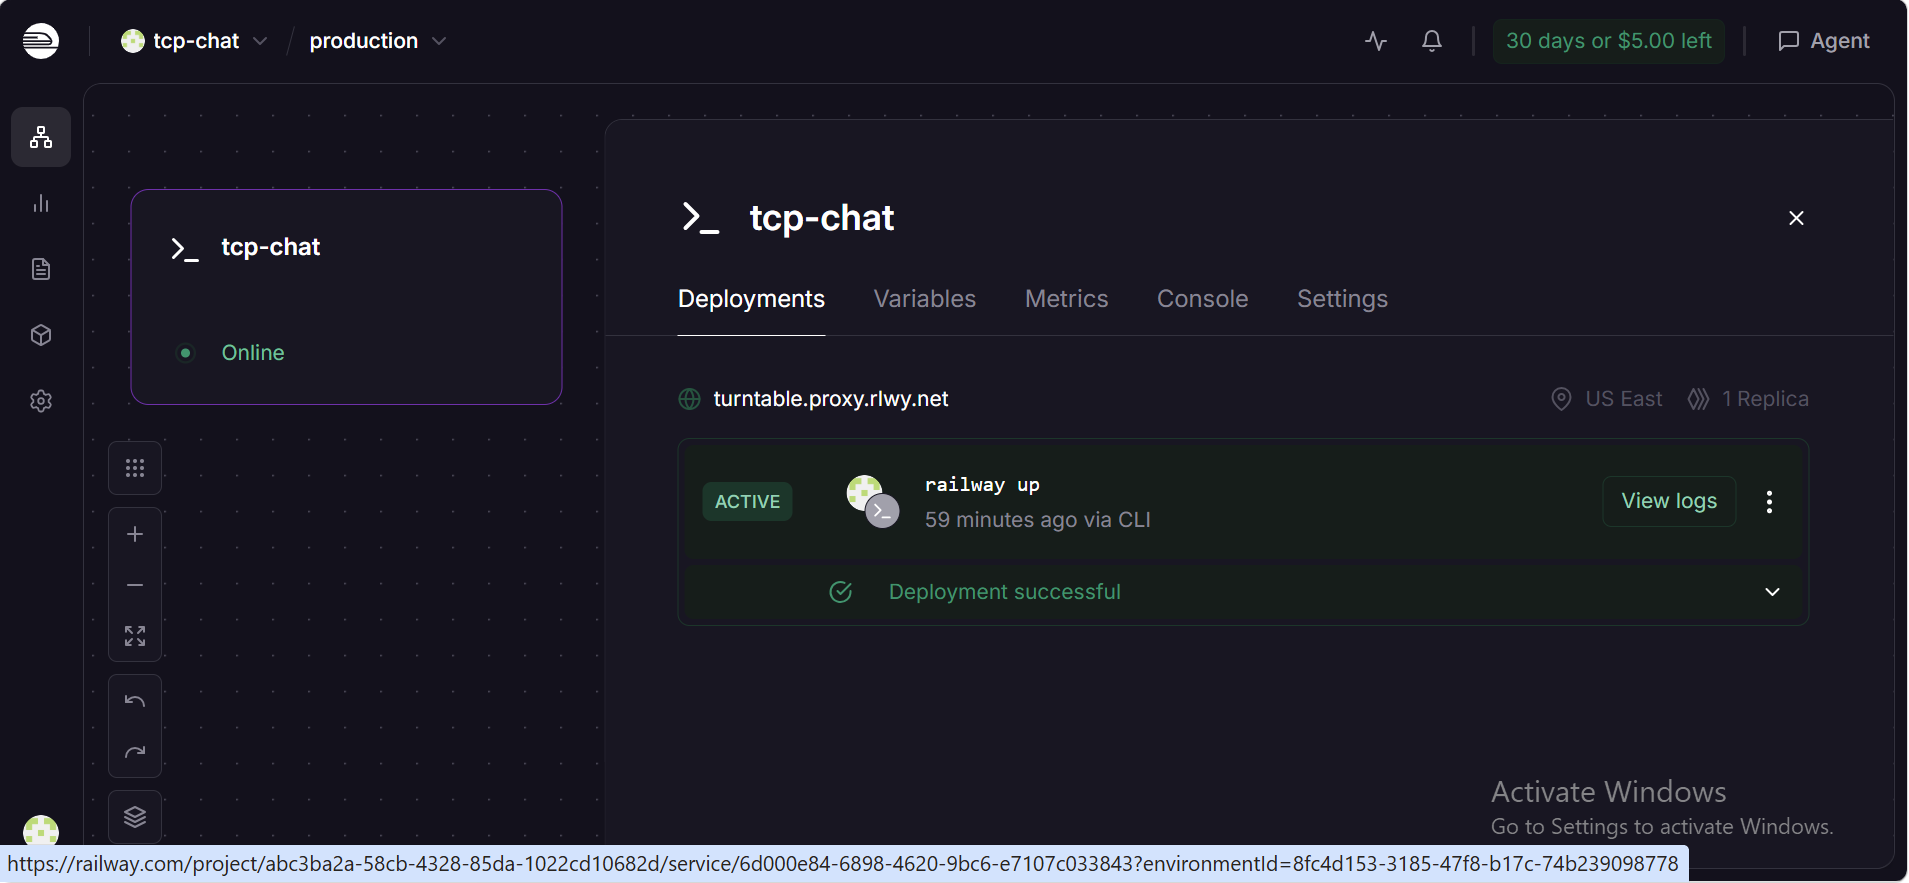 tcp-chat
production
30 days or $5.00 left
Agent
tcp-chat
Online
tcp-chat
Deployments Variables Metrics Console Settings
turntable.proxy.rlwy.net
US East
1 Replica
ACTIVE
railway up
59 minutes ago via CLI
View logs
Deployment successful
Activate Windows
Go to Settings to activate Windows.
https://railway.com/project/abc3ba2a-58cb-4328-85da-1022cd10682d/service/6d000e84-6898-4620-9bc6-e7107c033843?environmentId=8fc4d153-3185-47f8-b17c-74b239098778